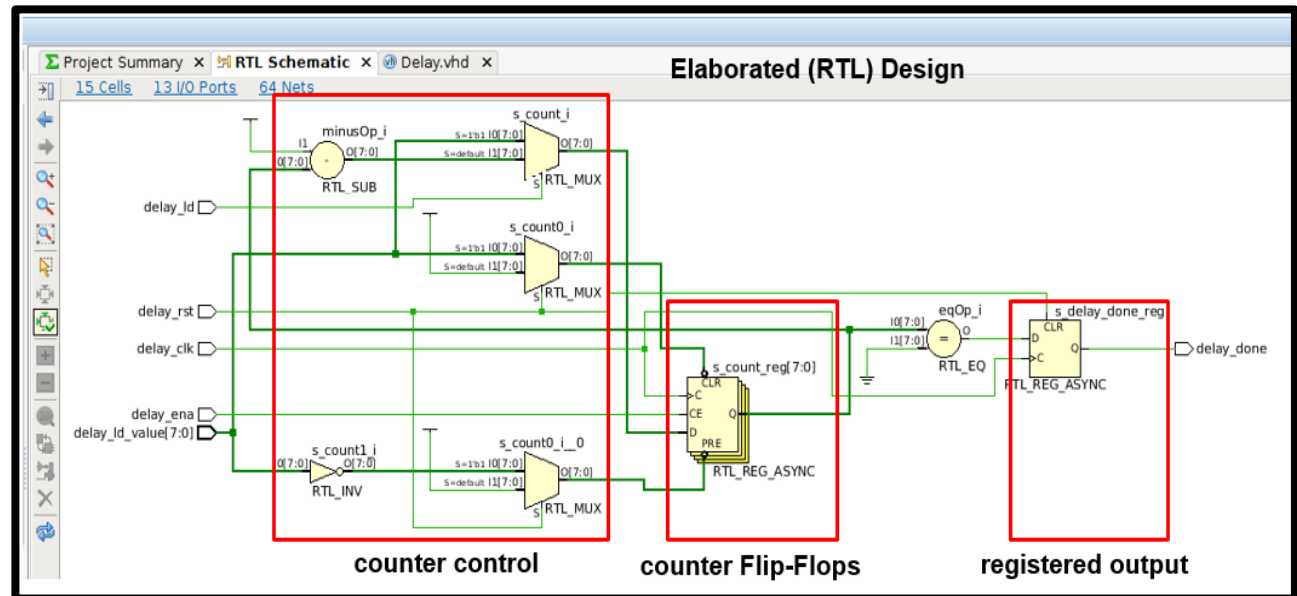 Project Summary × RTL Schematic × Delay.vhd ×
Elaborated (RTL) Design
15 Cells 13 I/O Ports 64 Nets
s_count_i
minusOp_i
I1
0[7:0]
O[7:0]
-
RTL_SUB
S=1'b1 I0[7:0]
S=default I1[7:0]
O[7:0]
S
RTL_MUX
delay_ld
s_count0_i
S=1'b1 I0[7:0]
S=default I1[7:0]
O[7:0]
S
RTL_MUX
delay_rst
delay_clk
eqOp_i
I0[7:0]
I1[7:0]
O
=
RTL_EQ
s_delay_done_reg
CLR
D
C
Q
RTL_REG_ASYNC
delay_done
s_count_reg[7:0]
CLR
C
CE
D
Q
PRE
RTL_REG_ASYNC
delay_ena
delay_ld_value[7:0]
s_count1_i
0[7:0]
O[7:0]
RTL_INV
s_count0_i__0
S=1'b1 I0[7:0]
S=default I1[7:0]
O[7:0]
S
RTL_MUX
counter control
counter Flip-Flops
registered output